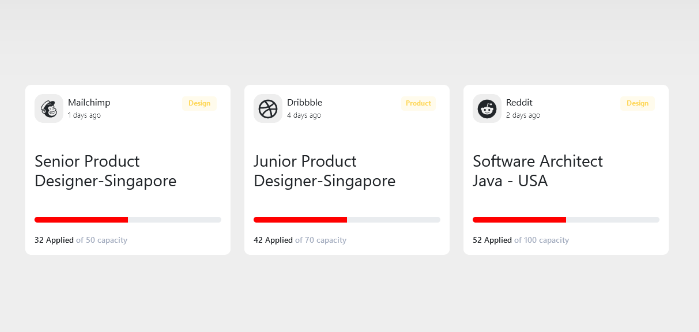 Mailchimp
1 days ago
Design
Senior Product
Designer-Singapore
32 Applied of 50 capacity
Dribbble
4 days ago
Product
Junior Product
Designer-Singapore
42 Applied of 70 capacity
Reddit
2 days ago
Design
Software Architect
Java - USA
52 Applied of 100 capacity